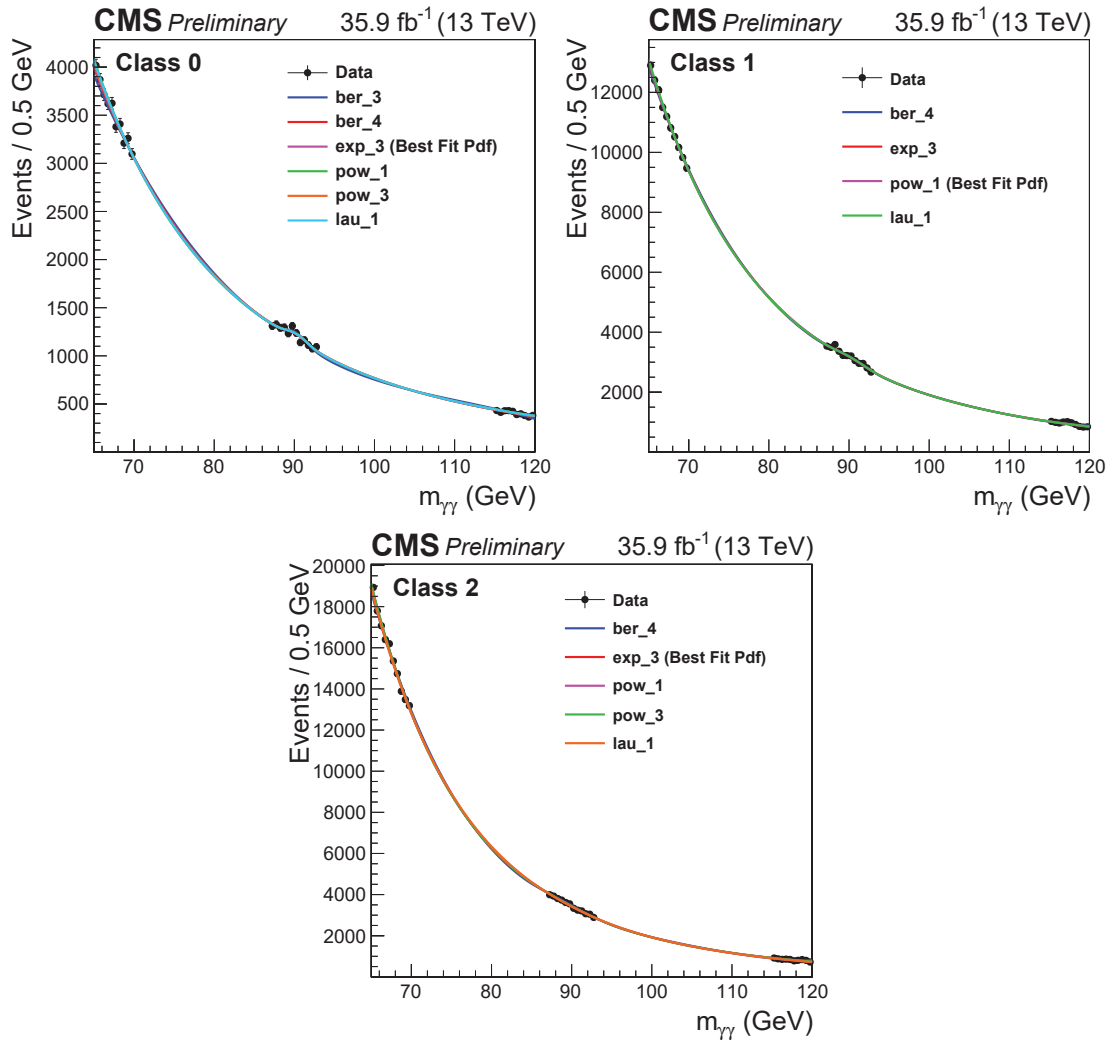 CMS Preliminary 35.9 fb⁻¹ (13 TeV)
Class 0
Events / 0.5 GeV
4000
3500
3000
2500
2000
1500
1000
500
Data
ber_3
ber_4
exp_3 (Best Fit Pdf)
pow_1
pow_3
lau_1
70 80 90 100 110 120
mγγ (GeV)
CMS Preliminary 35.9 fb⁻¹ (13 TeV)
Class 1
Events / 0.5 GeV
12000
10000
8000
6000
4000
2000
Data
ber_4
exp_3
pow_1 (Best Fit Pdf)
lau_1
70 80 90 100 110 120
mγγ (GeV)
CMS Preliminary 35.9 fb⁻¹ (13 TeV)
Class 2
Events / 0.5 GeV
20000
18000
16000
14000
12000
10000
8000
6000
4000
2000
Data
ber_4
exp_3 (Best Fit Pdf)
pow_1
pow_3
lau_1
70 80 90 100 110 120
mγγ (GeV)